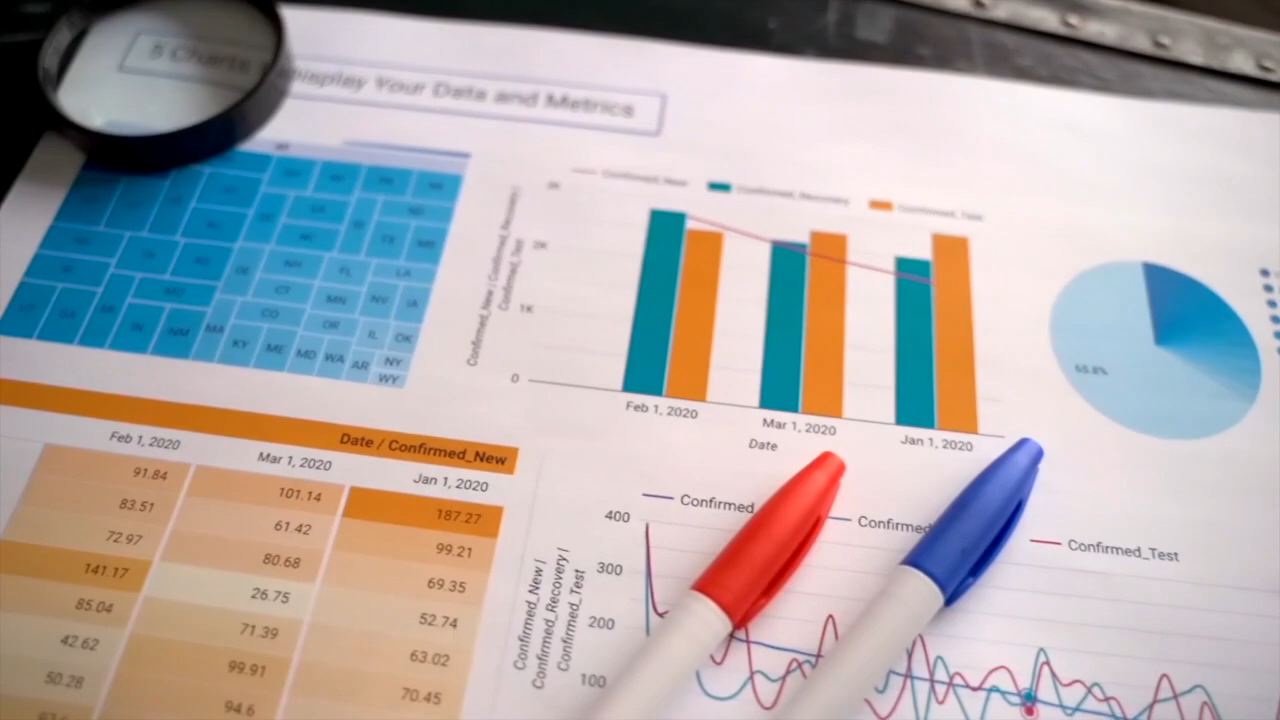 5 Charts
Display Your Data and Metrics
Confirmed_New
Confirmed_Recovery
Confirmed_Test
Confirmed_New | Confirmed_Recovery |
Confirmed_Test
2K
1K
0
Feb 1, 2020
Mar 1, 2020
Jan 1, 2020
Date
DE
NH
FL
LA
CT
MN
NV
IA
CO
OR
IL
OK
IN
NM
MA
KY
ME
MD
WA
AR
NY
WY
Date / Confirmed_New
Feb 1, 2020
Mar 1, 2020
Jan 1, 2020
91.84
101.14
187.27
83.51
61.42
99.21
72.97
80.68
69.35
141.17
26.75
52.74
85.04
71.39
63.02
42.62
99.91
70.45
50.28
94.6
Confirmed
Confirmed
Confirmed_Test
400
300
200
100
Confirmed_New |
Confirmed_Recovery |
Confirmed_Test